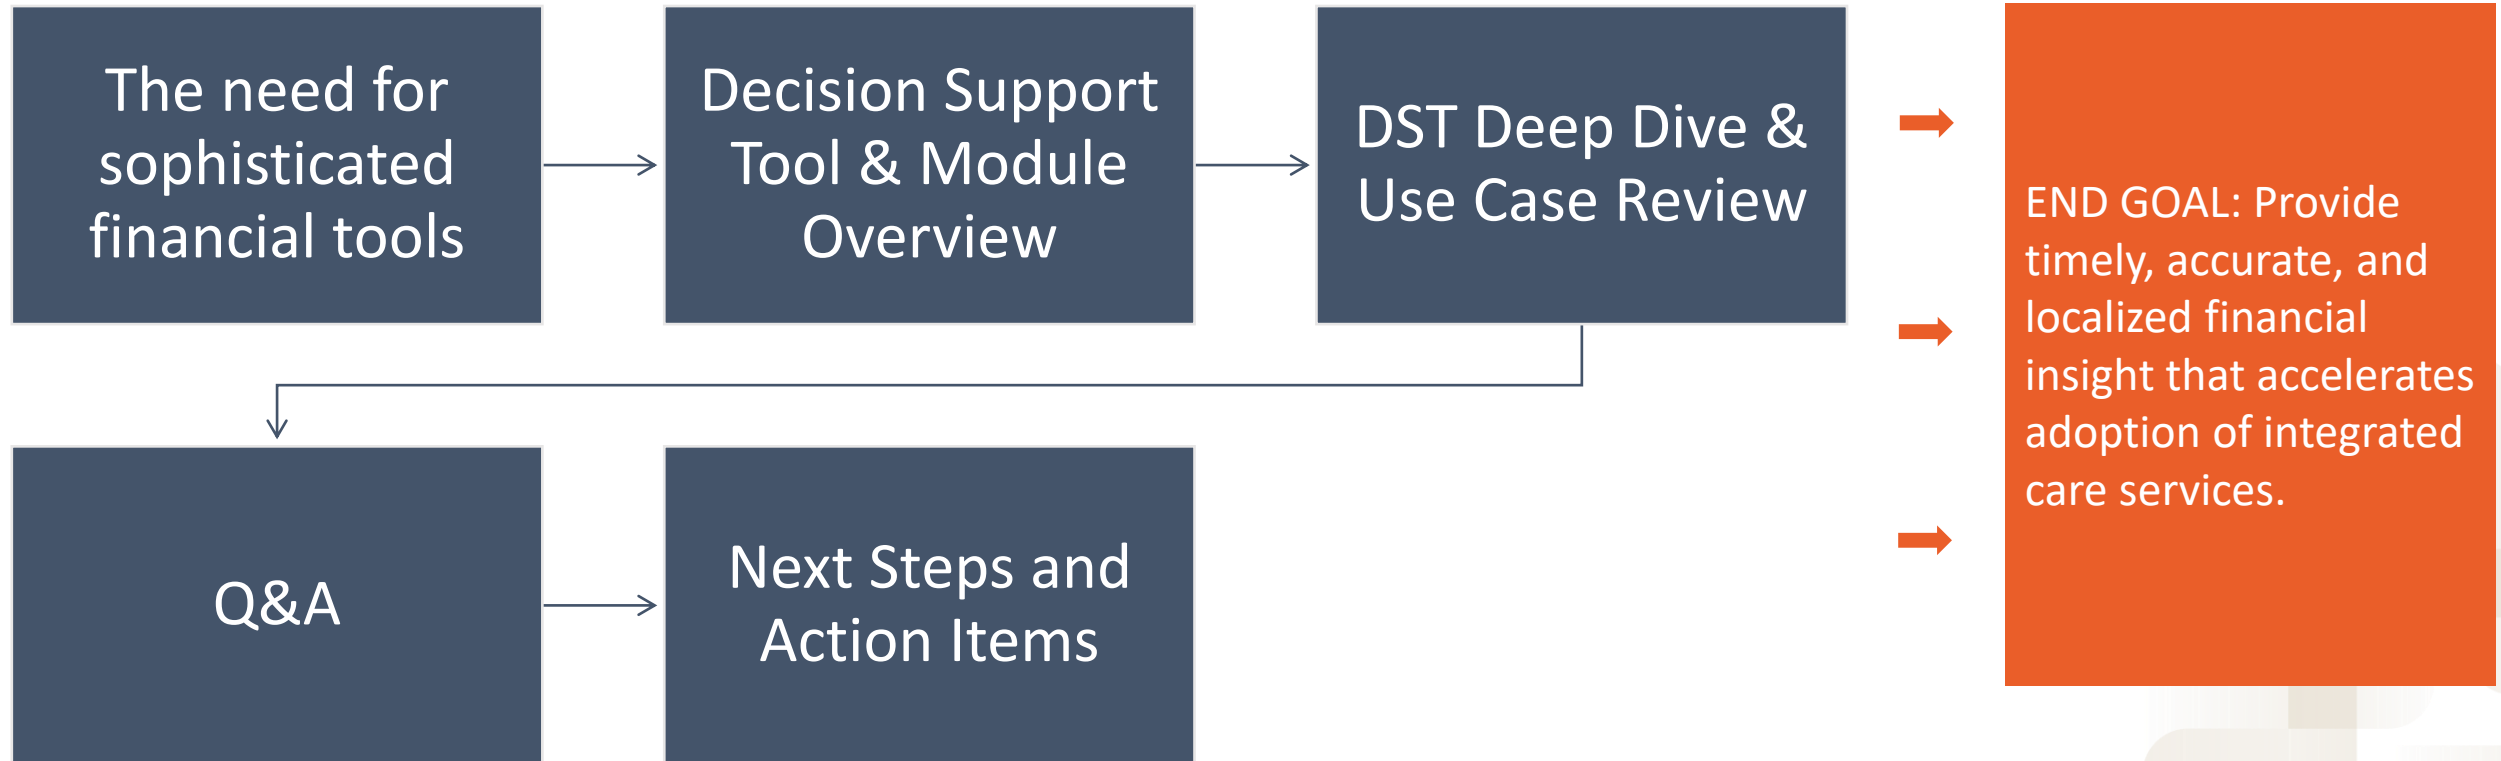 The need for
sophisticated
financial tools
Decision Support
Tool & Module
Overview
DST Deep Dive &
Use Case Review
Q&A
Next Steps and
Action Items
END GOAL: Provide
timely, accurate, and
localized financial
insight that accelerates
adoption of integrated
care services.